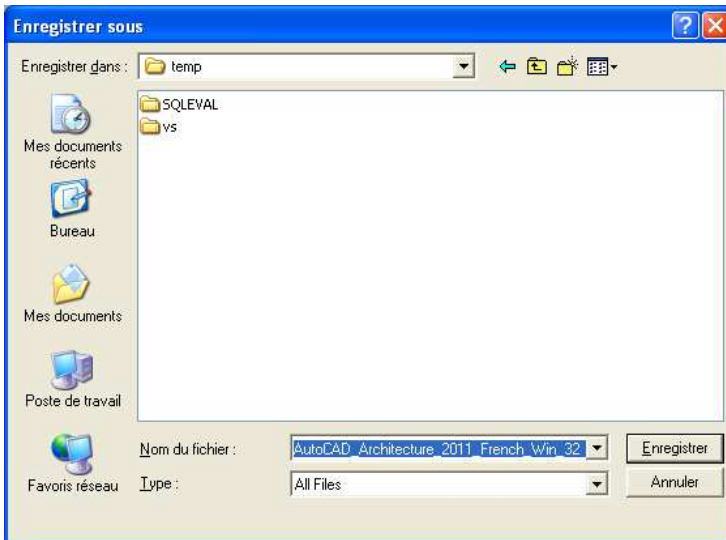 Enregistrer sous
Enregistrer dans : temp
SQLEVAL
vs
Mes documents
récents
Bureau
Mes documents
Poste de travail
Favoris réseau
Nom du fichier : AutoCAD_Architecture_2011_French_Win_32 Enregistrer
Type : All Files Annuler